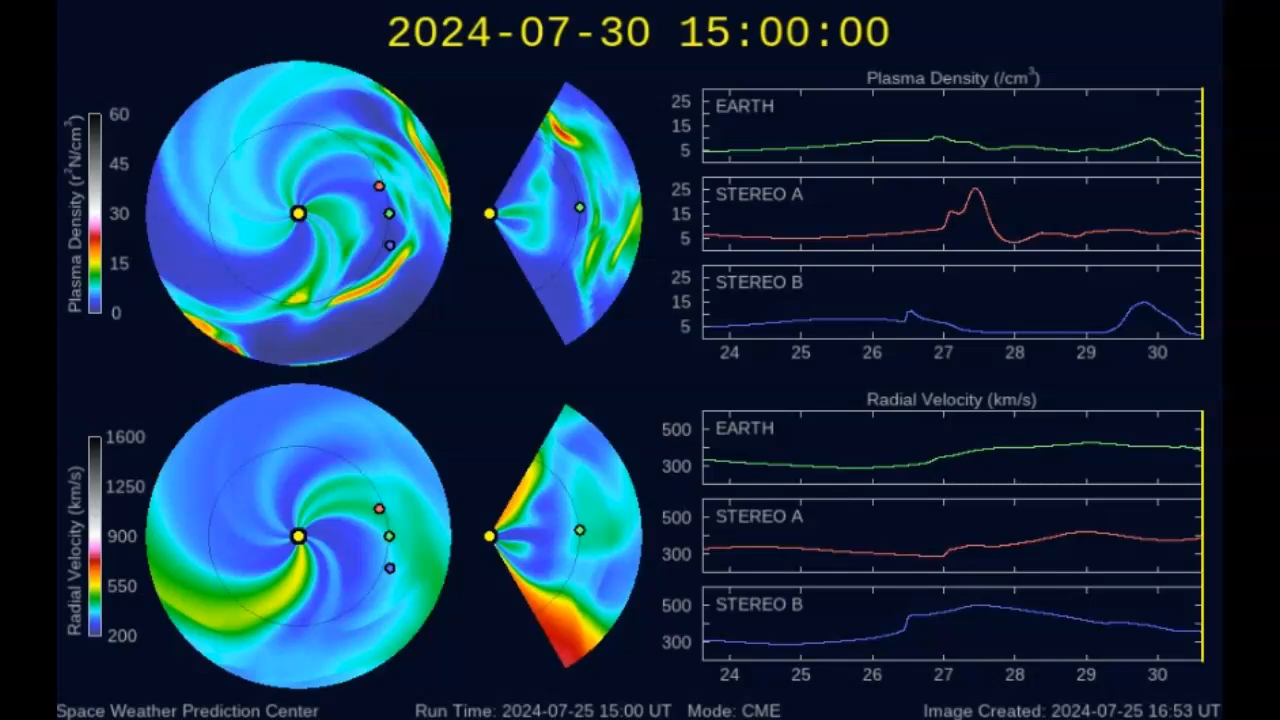 2024-07-30 15:00:00
Plasma Density (r²N/cm³)
60
45
30
15
0
Plasma Density (/cm³)
25
15
5
EARTH
25
15
5
STEREO A
25
15
5
STEREO B
24 25 26 27 28 29 30
Radial Velocity (km/s)
1600
1250
900
550
200
Radial Velocity (km/s)
500
300
EARTH
500
300
STEREO A
500
300
STEREO B
24 25 26 27 28 29 30
Space Weather Prediction Center Run Time: 2024-07-25 15:00 UT Mode: CME Image Created: 2024-07-25 16:53 UT